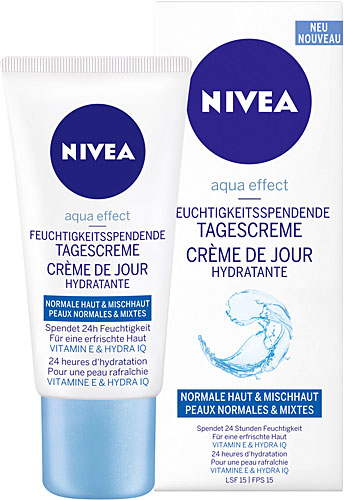 NIVEA
aqua effect
FEUCHTIGKEITSSPENDENDE
TAGESCREME
CRÈME DE JOUR
HYDRATANTE
NORMALE HAUT & MISCHHAUT
PEAUX NORMALES & MIXTES
Spendet 24h Feuchtigkeit
Für eine erfrischte Haut
VITAMIN E & HYDRA IQ
24 heures d'hydratation
Pour une peau rafraîchie
VITAMINE E & HYDRA IQ
NEU
NOUVEAU
NIVEA
aqua effect
FEUCHTIGKEITSSPENDENDE
TAGESCREME
CRÈME DE JOUR
HYDRATANTE
NORMALE HAUT & MISCHHAUT
PEAUX NORMALES & MIXTES
Spendet 24 Stunden Feuchtigkeit
Für eine erfrischte Haut
VITAMIN E & HYDRA IQ
24 heures d'hydratation
Pour une peau rafraîchie
VITAMINE E & HYDRA IQ
LSF 15 | FPS 15